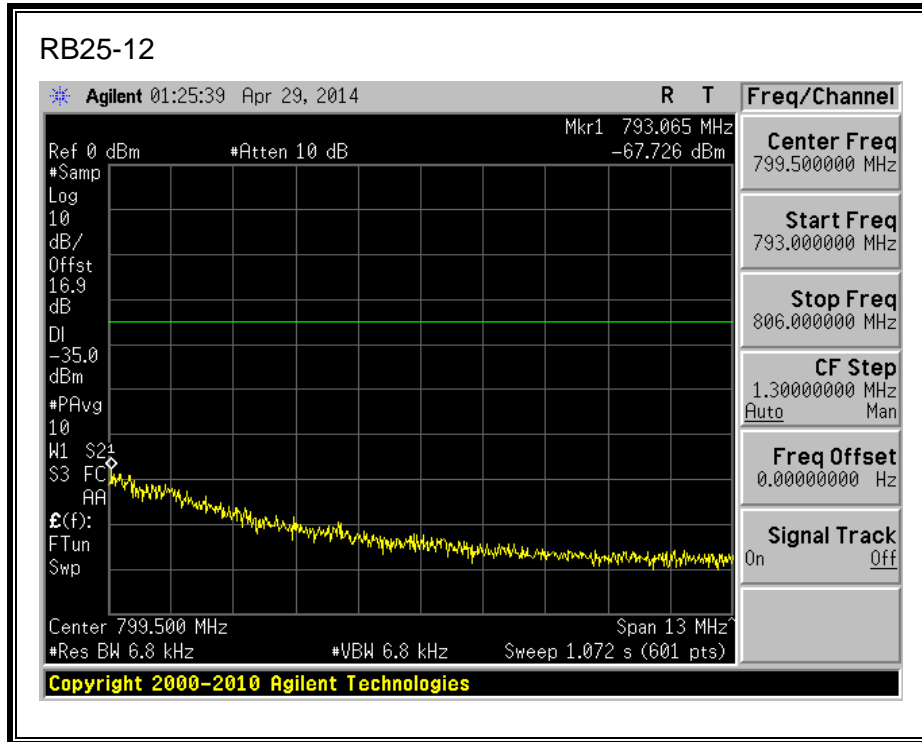 RB25-12
Agilent 01:25:39 Apr 29, 2014 R T
Freq/Channel
Mkr1 793.065 MHz
Ref 0 dBm #Atten 10 dB -67.726 dBm
#Samp
Log
10
dB/
Offst
16.9
dB
DI
-35.0
dBm
#PAvg
10
W1 S2
S3 FC
AA
£(f):
FTun
Swp
1
Center 799.500 MHz Span 13 MHz^
#Res BW 6.8 kHz #VBW 6.8 kHz Sweep 1.072 s (601 pts)
Copyright 2000-2010 Agilent Technologies
Center Freq
799.500000 MHz
Start Freq
793.000000 MHz
Stop Freq
806.000000 MHz
CF Step
1.30000000 MHz
Auto Man
Freq Offset
0.00000000 Hz
Signal Track
On Off